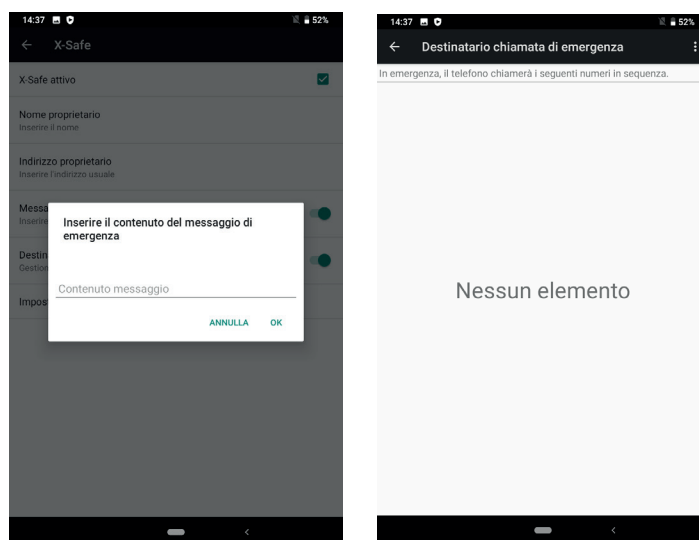 14:37 52%
X-Safe
X-Safe attivo
Nome proprietario
Inserire il nome
Indirizzo proprietario
Inserire l'indirizzo usuale
Inserire il contenuto del messaggio di
emergenza
Contenuto messaggio
ANNULLA OK
14:37 52%
Destinatario chiamata di emergenza
In emergenza, il telefono chiamerà i seguenti numeri in sequenza.
Nessun elemento